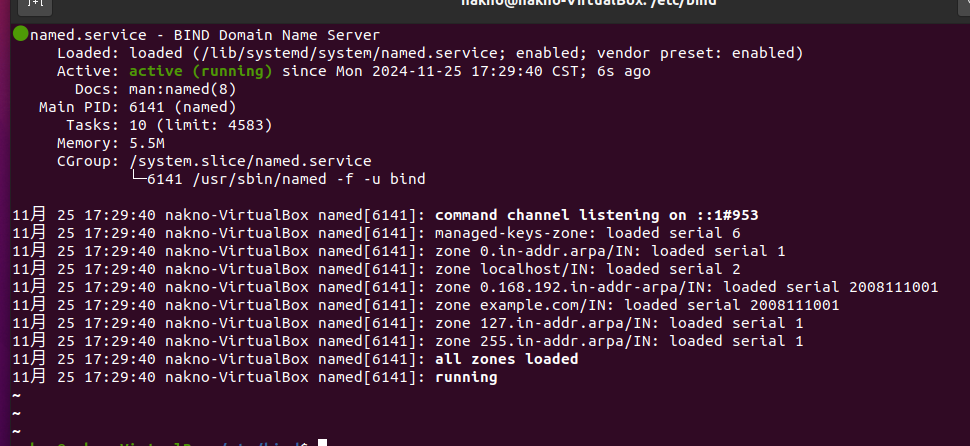 nakno@nakno-VirtualBox: /etc/bind
named.service - BIND Domain Name Server
Loaded: loaded (/lib/systemd/system/named.service; enabled; vendor preset: enabled)
Active: active (running) since Mon 2024-11-25 17:29:40 CST; 6s ago
Docs: man:named(8)
Main PID: 6141 (named)
Tasks: 10 (limit: 4583)
Memory: 5.5M
CGroup: /system.slice/named.service
└─6141 /usr/sbin/named -f -u bind
11月 25 17:29:40 nakno-VirtualBox named[6141]: command channel listening on ::1#953
11月 25 17:29:40 nakno-VirtualBox named[6141]: managed-keys-zone: loaded serial 6
11月 25 17:29:40 nakno-VirtualBox named[6141]: zone 0.in-addr.arpa/IN: loaded serial 1
11月 25 17:29:40 nakno-VirtualBox named[6141]: zone localhost/IN: loaded serial 2
11月 25 17:29:40 nakno-VirtualBox named[6141]: zone 0.168.192.in-addr-arpa/IN: loaded serial 2008111001
11月 25 17:29:40 nakno-VirtualBox named[6141]: zone example.com/IN: loaded serial 2008111001
11月 25 17:29:40 nakno-VirtualBox named[6141]: zone 127.in-addr.arpa/IN: loaded serial 1
11月 25 17:29:40 nakno-VirtualBox named[6141]: zone 255.in-addr.arpa/IN: loaded serial 1
11月 25 17:29:40 nakno-VirtualBox named[6141]: all zones loaded
11月 25 17:29:40 nakno-VirtualBox named[6141]: running
~
~
~